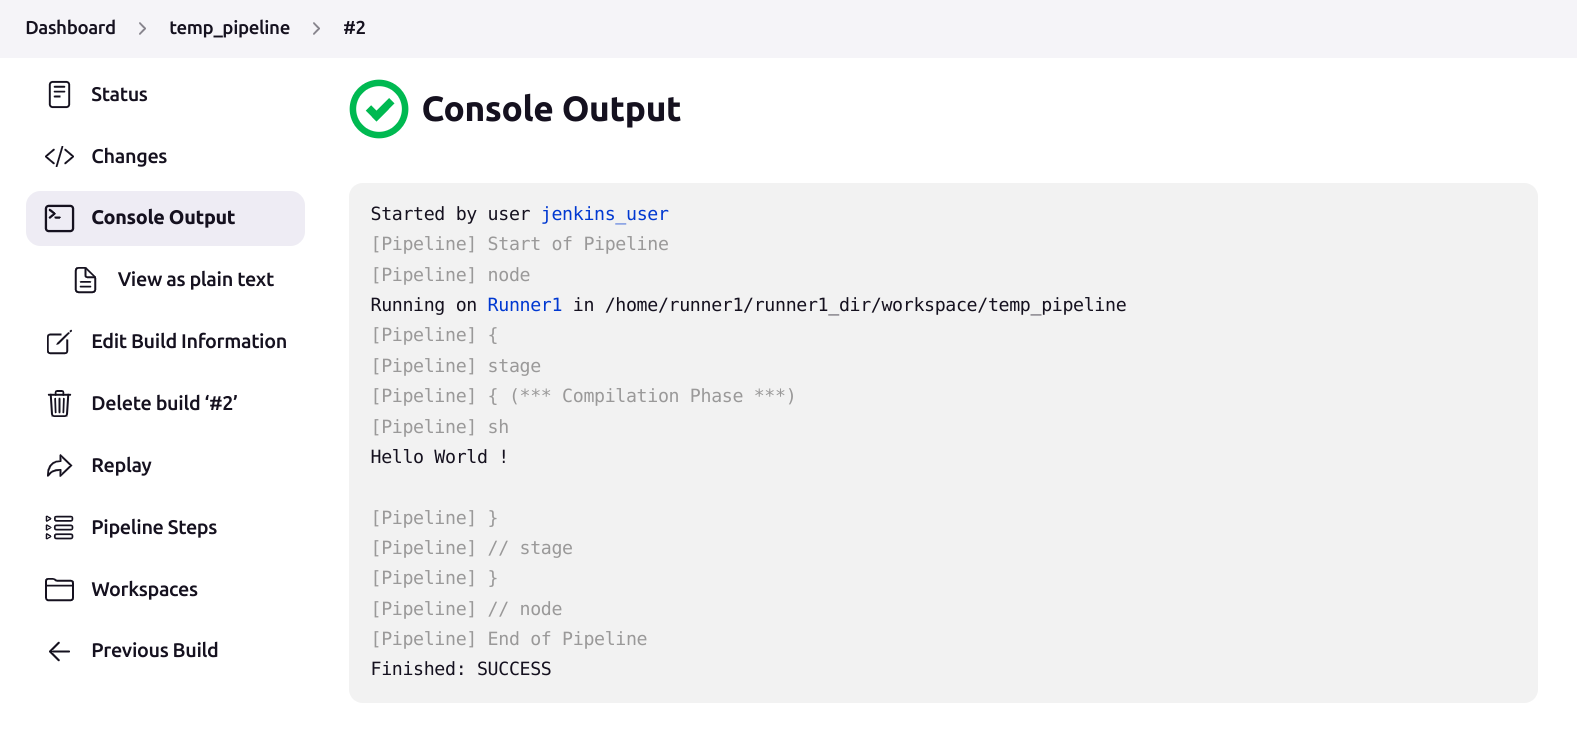 Dashboard > temp_pipeline > #2
Status
Changes
Console Output
View as plain text
Edit Build Information
Delete build ‘#2’
Replay
Pipeline Steps
Workspaces
Previous Build
Console Output
Started by user jenkins_user
[Pipeline] Start of Pipeline
[Pipeline] node
Running on Runner1 in /home/runner1/runner1_dir/workspace/temp_pipeline
[Pipeline] {
[Pipeline] stage
[Pipeline] { (*** Compilation Phase ***)
[Pipeline] sh
Hello World !
[Pipeline] }
[Pipeline] // stage
[Pipeline] }
[Pipeline] // node
[Pipeline] End of Pipeline
Finished: SUCCESS